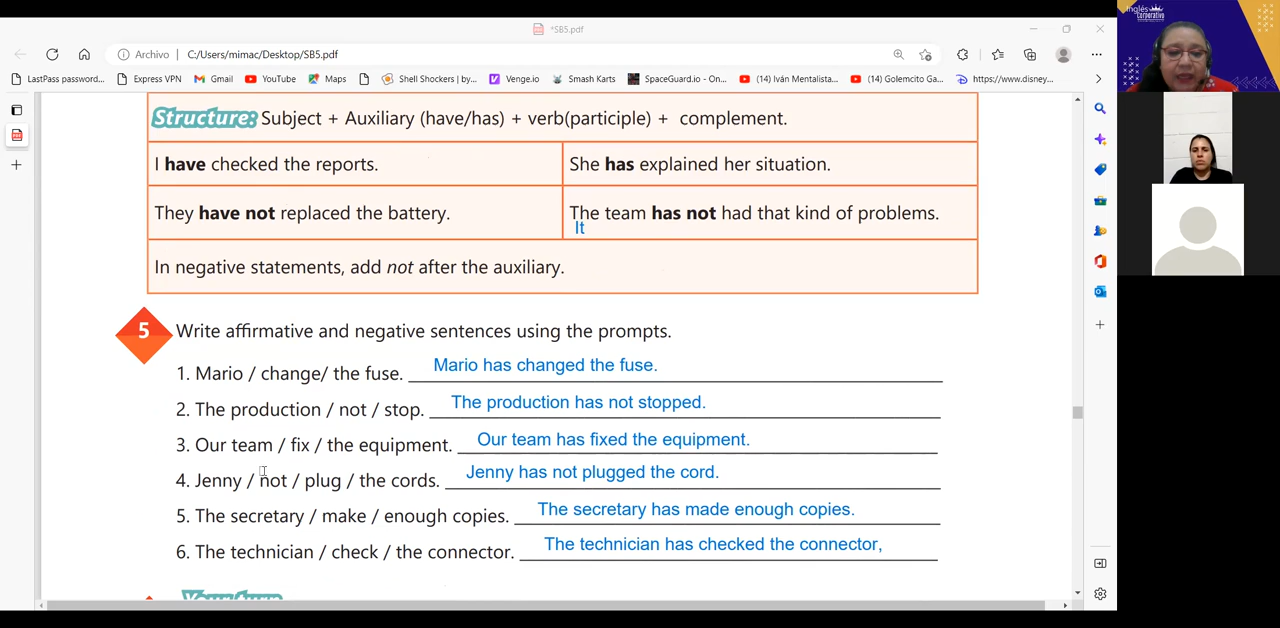 *SB5.pdf
Archivo | C:/Users/mimac/Desktop/SB5.pdf
LastPass password... Express VPN Gmail YouTube Maps Shell Shockers | by... Venge.io Smash Karts SpaceGuard.io - On... (14) Iván Mentalista... (14) Golemcito Ga... https://www.disney...
Inglés
Corporativo
Structure: Subject + Auxiliary (have/has) + verb(participle) + complement.
I have checked the reports.
She has explained her situation.
They have not replaced the battery.
The team has not had that kind of problems.
It
In negative statements, add not after the auxiliary.
5 Write affirmative and negative sentences using the prompts.
1. Mario / change/ the fuse. Mario has changed the fuse.
2. The production / not / stop. The production has not stopped.
3. Our team / fix / the equipment. Our team has fixed the equipment.
4. Jenny / not / plug / the cords. Jenny has not plugged the cord.
5. The secretary / make / enough copies. The secretary has made enough copies.
6. The technician / check / the connector. The technician has checked the connector,
Your turn